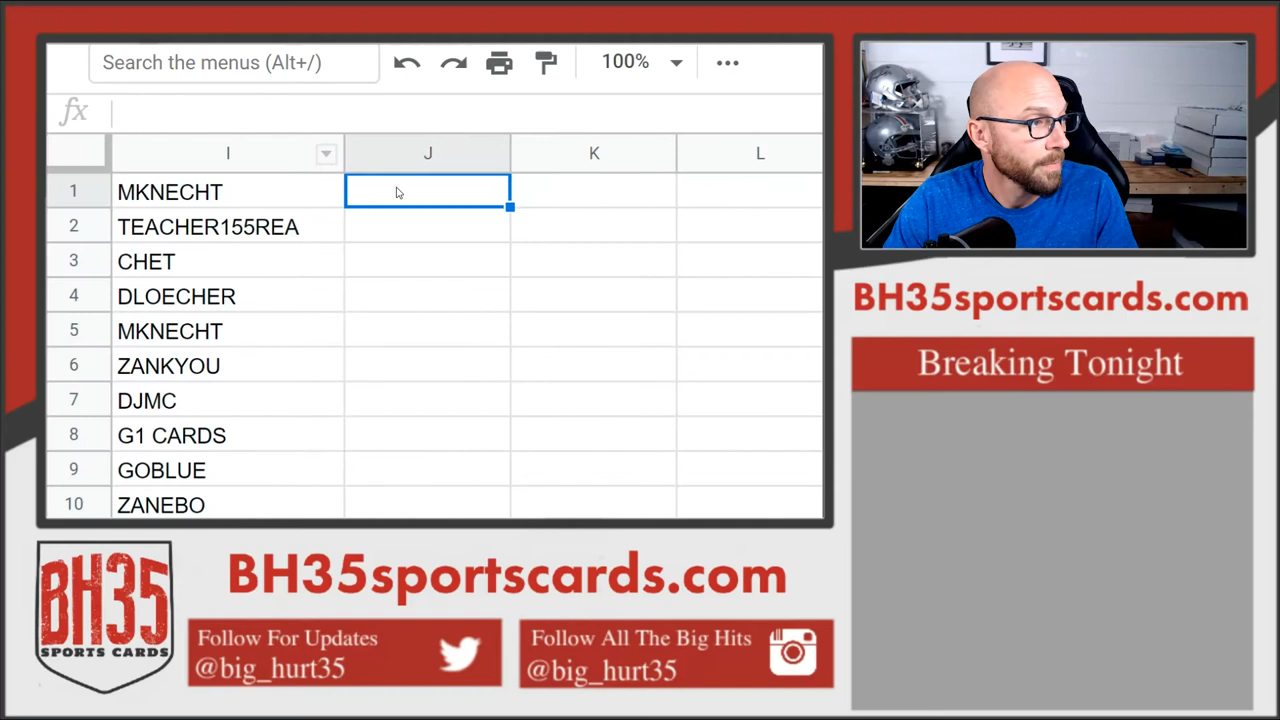 Search the menus (Alt+/)
100%
fx
I J K L
1 MKNECHT
2 TEACHER155REA
3 CHET
4 DLOECHER
5 MKNECHT
6 ZANKYOU
7 DJMC
8 G1 CARDS
9 GOBLUE
10 ZANEBO
BH35sportscards.com
Breaking Tonight
BH35
SPORTS CARDS
BH35sportscards.com
Follow For Updates
@big_hurt35
Follow All The Big Hits
@big_hurt35